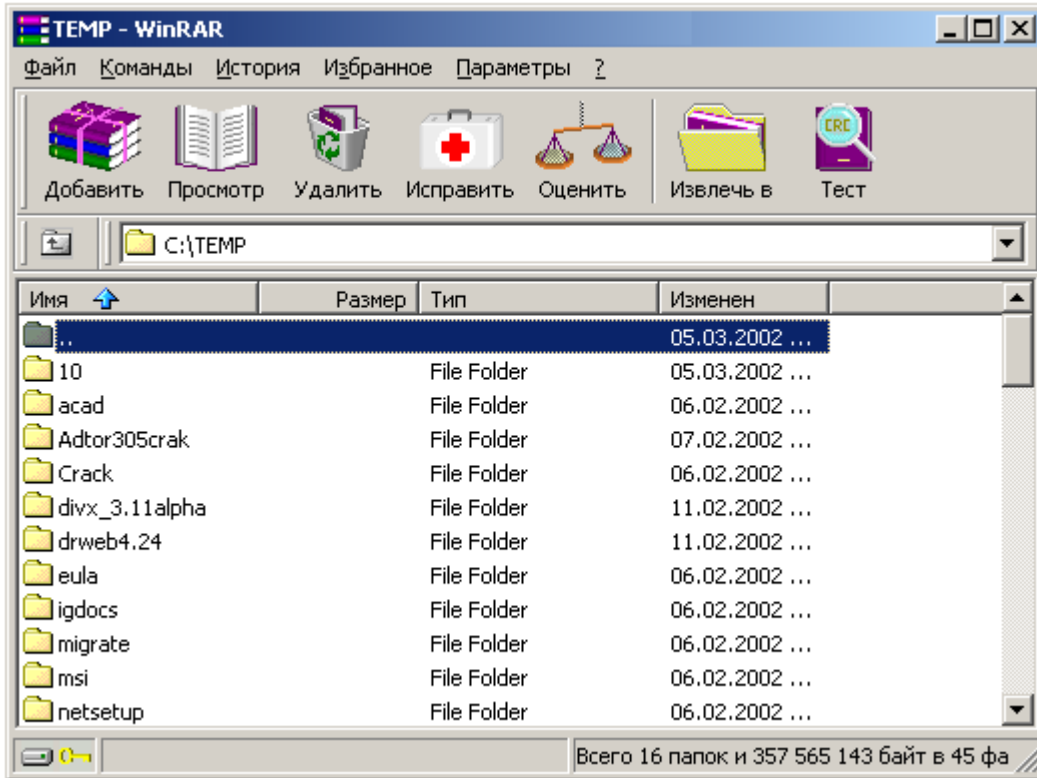 TEMP - WinRAR
Файл Команды История Избранное Параметры ?
CRC
Добавить Просмотр Удалить Исправить Оценить Извлечь в Тест
C:\TEMP
Имя Размер Тип Изменен
.. 05.03.2002 ...
10 File Folder 05.03.2002 ...
acad File Folder 06.02.2002 ...
Adtor305crak File Folder 07.02.2002 ...
Crack File Folder 06.02.2002 ...
divx_3.11alpha File Folder 11.02.2002 ...
drweb4.24 File Folder 11.02.2002 ...
eula File Folder 06.02.2002 ...
igdocs File Folder 06.02.2002 ...
migrate File Folder 06.02.2002 ...
msi File Folder 06.02.2002 ...
netsetup File Folder 06.02.2002 ...
Всего 16 папок и 357 565 143 байт в 45 фа